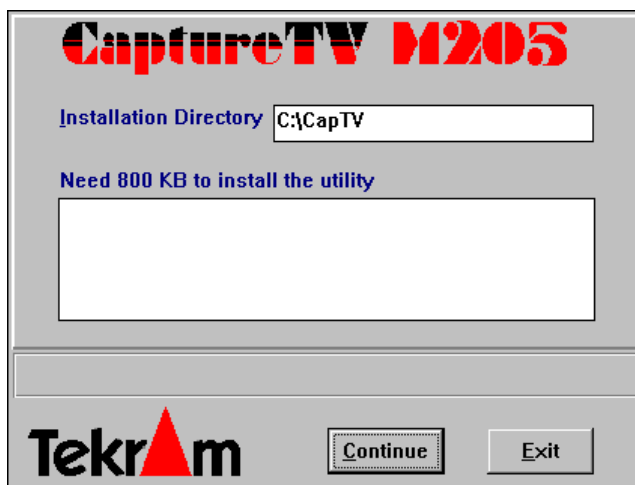 CaptureTV M205
Installation Directory C:\CapTV
Need 800 KB to install the utility
Tekram Continue Exit